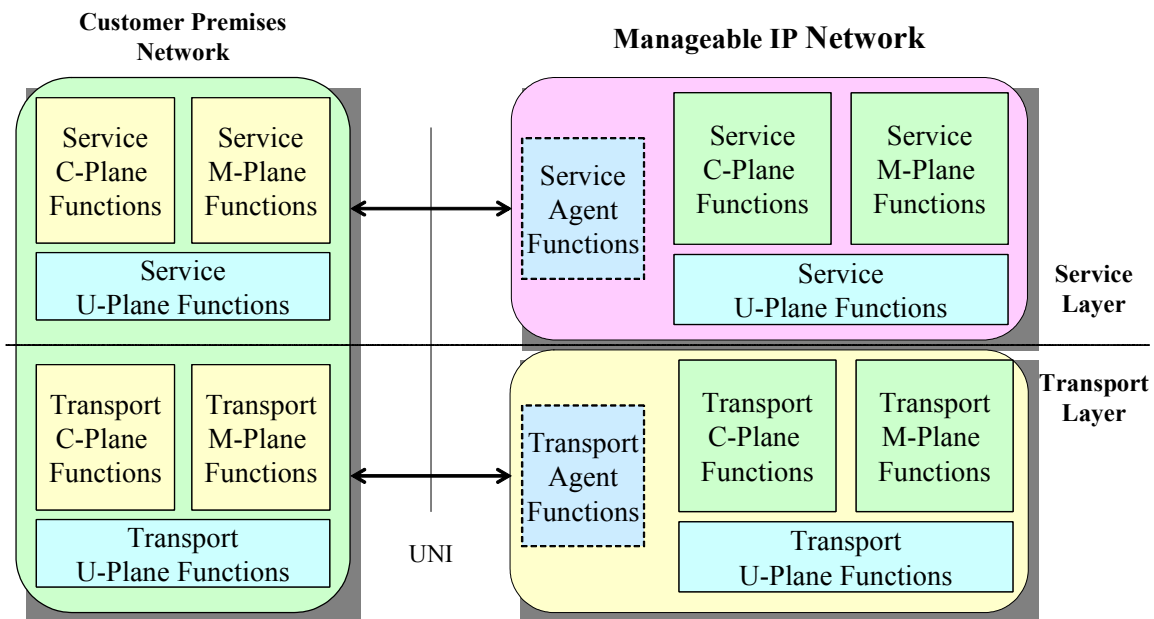 Customer Premises
Network
Manageable IP Network
Service
C-Plane
Functions
Service
M-Plane
Functions
Service
U-Plane Functions
Service
Agent
Functions
Service
C-Plane
Functions
Service
M-Plane
Functions
Service
U-Plane Functions
Service
Layer
Transport
C-Plane
Functions
Transport
M-Plane
Functions
Transport
U-Plane Functions
UNI
Transport
Agent
Functions
Transport
C-Plane
Functions
Transport
M-Plane
Functions
Transport
U-Plane Functions
Transport
Layer